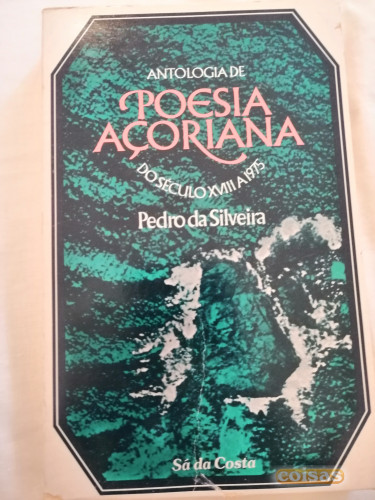 ANTOLOGIA DE
POESIA
AÇORIANA
DO SÉCULO XVIII A 1975
Pedro da Silveira
Sá da Costa
coisas